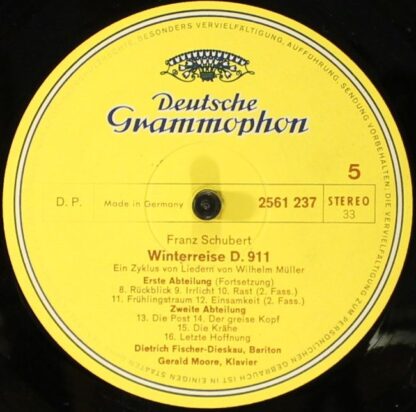 BESONDERS VERVIELFÄLTIGUNG, AUFFÜHRUNG, SENDUNG VORBEHALTEN! DIE VERVIELFÄLTIGUNG
ZUM PERSÖNLICHEN GEBRAUCH IST IN EINIGEN STAATEN
Deutsche
Grammophon
5
D. P. Made in Germany 2561 237 STEREO
33
Franz Schubert
Winterreise D. 911
Ein Zyklus von Liedern von Wilhelm Müller
Erste Abteilung (Fortsetzung)
8. Rückblick 9. Irrlicht 10. Rast (2. Fass.)
11. Frühlingstraum 12. Einsamkeit (2. Fass.)
Zweite Abteilung
13. Die Post 14. Der greise Kopf
15. Die Krähe
16. Letzte Hoffnung
Dietrich Fischer-Dieskau, Bariton
Gerald Moore, Klavier